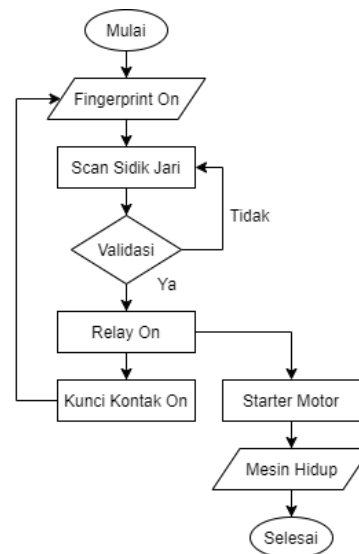 Mulai
Fingerprint On
Scan Sidik Jari
Tidak
Validasi
Ya
Relay On
Kunci Kontak On
Starter Motor
Mesin Hidup
Selesai